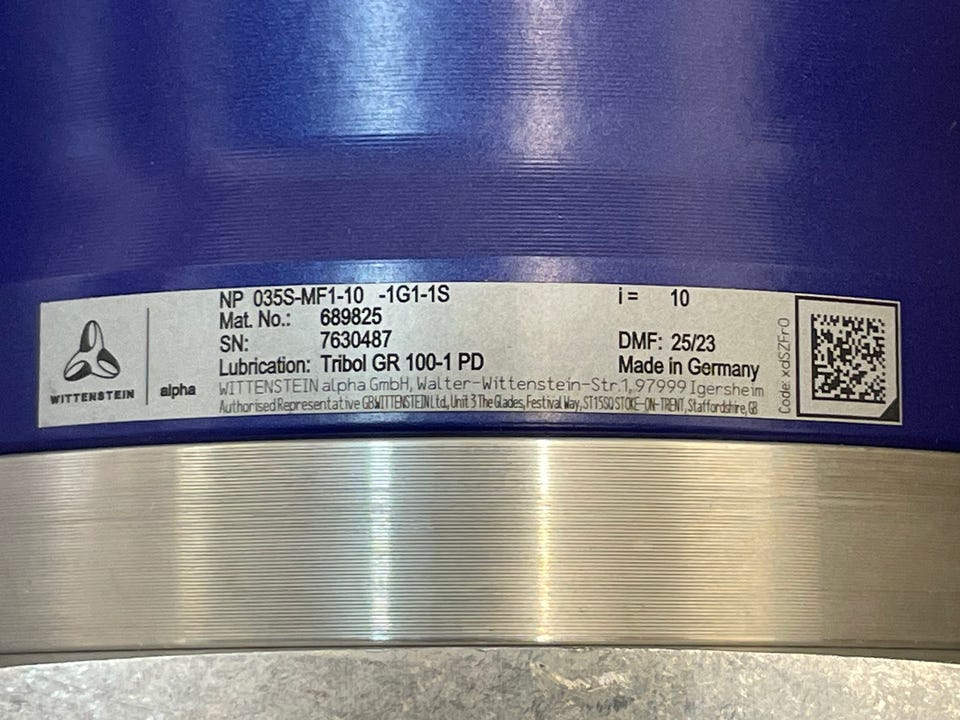 NP 035S-MF1-10 -1G1-1S i = 10
Mat. No.: 689825
SN: 7630487 DMF: 25/23
Lubrication: Tribol GR 100-1 PD Made in Germany
WITTENSTEIN alpha GmbH, Walter-Wittenstein-Str.1, 97999 Igersheim
Authorised Representative GB:WITTENSTEIN Ltd., Unit 3 The Glades, Festival Way, ST15SQ STOKE-ON-TRENT, Staffordshire, GB
WITTENSTEIN alpha
Code: xdSZFrO